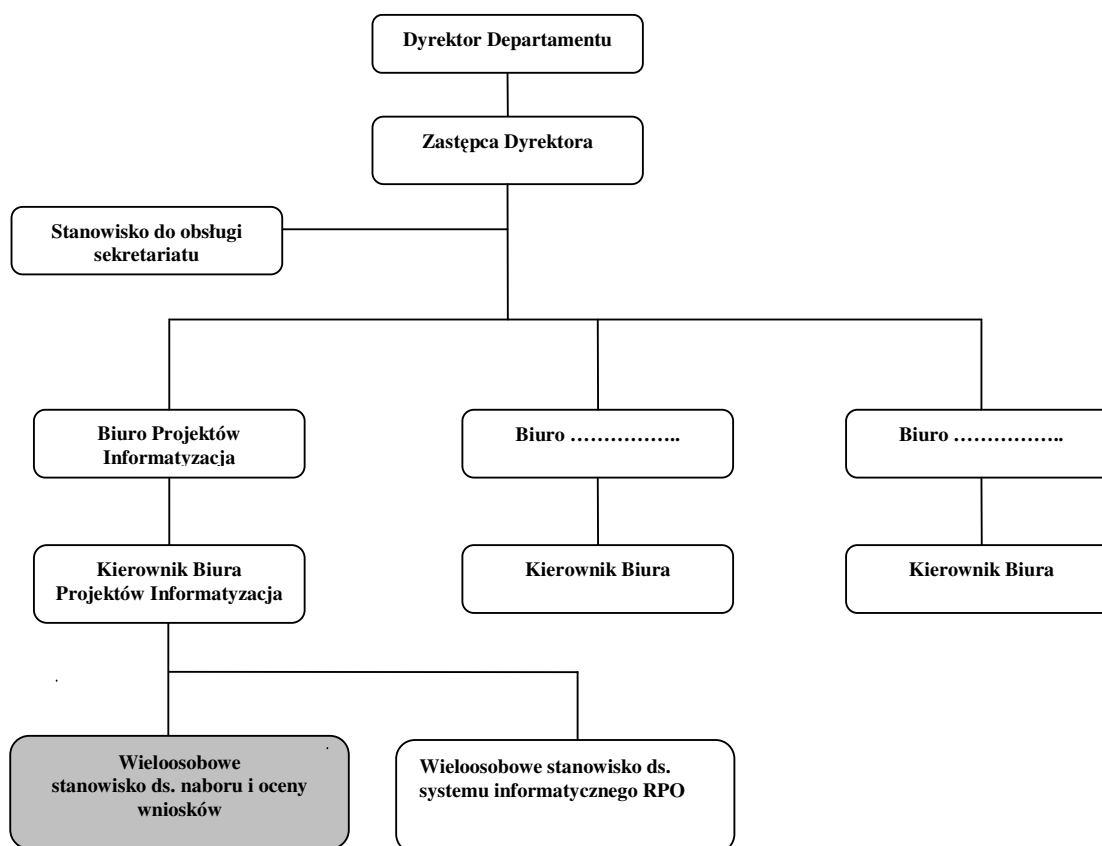 Dyrektor Departamentu
Zastępca Dyrektora
Stanowisko do obsługi
sekretariatu
Biuro Projektów
Informatyzacja
Biuro ……………..
Biuro ……………..
Kierownik Biura
Projektów Informatyzacja
Kierownik Biura
Kierownik Biura
Wieloosobowe
stanowisko ds. naboru i oceny
wniosków
Wieloosobowe stanowisko ds.
systemu informatycznego RPO